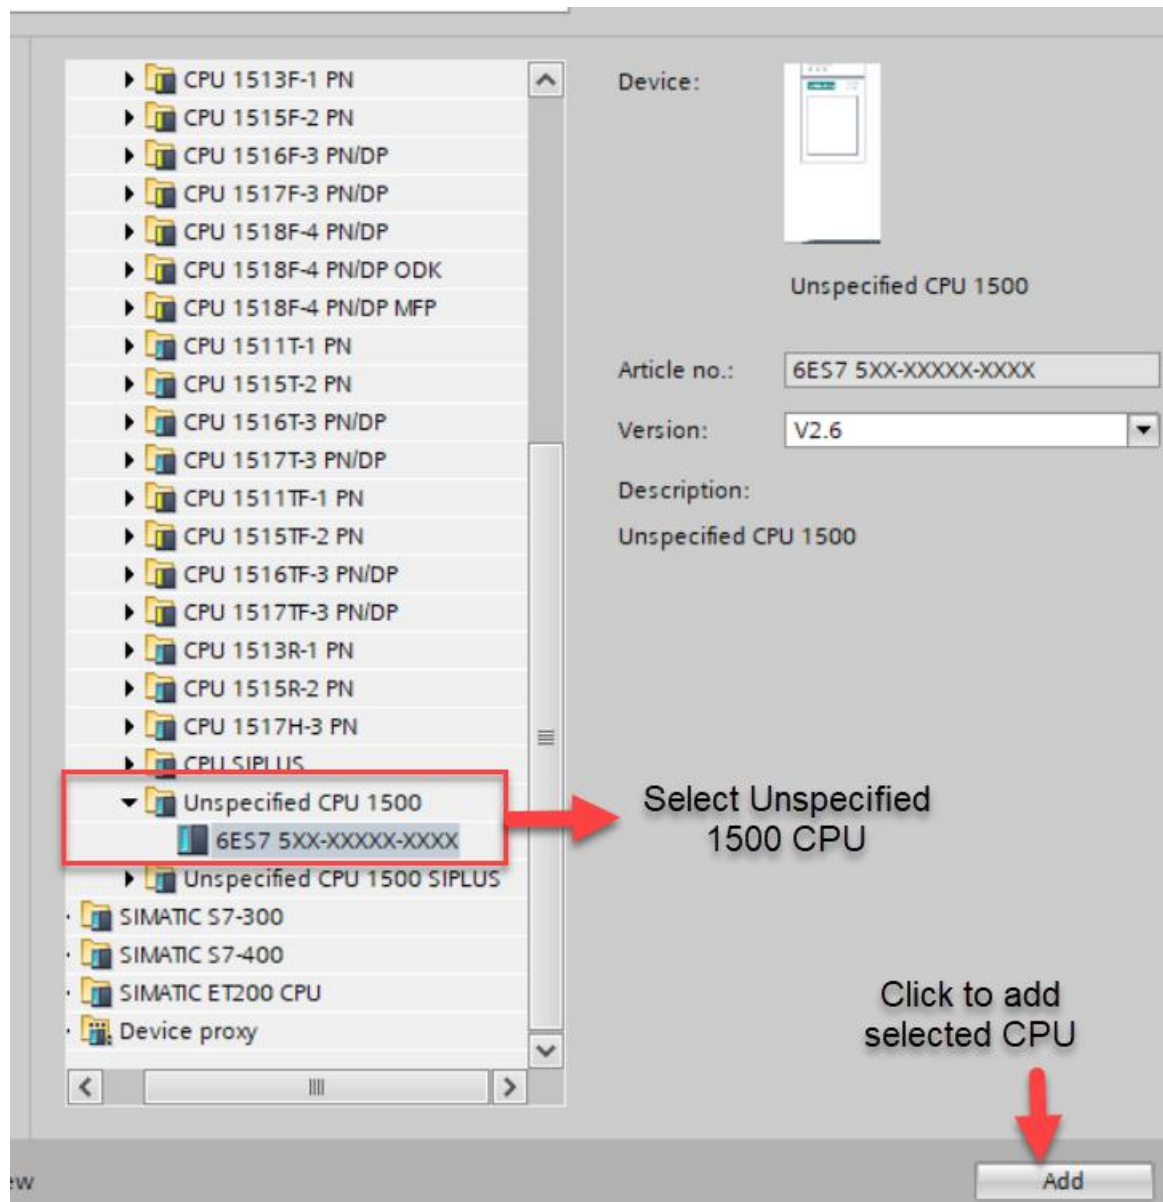 CPU 1513F-1 PN
CPU 1515F-2 PN
CPU 1516F-3 PN/DP
CPU 1517F-3 PN/DP
CPU 1518F-4 PN/DP
CPU 1518F-4 PN/DP ODK
CPU 1518F-4 PN/DP MFP
CPU 1511T-1 PN
CPU 1515T-2 PN
CPU 1516T-3 PN/DP
CPU 1517T-3 PN/DP
CPU 1511TF-1 PN
CPU 1515TF-2 PN
CPU 1516TF-3 PN/DP
CPU 1517TF-3 PN/DP
CPU 1513R-1 PN
CPU 1515R-2 PN
CPU 1517H-3 PN
CPU SIPLUS
Unspecified CPU 1500
6ES7 5XX-XXXXX-XXXX
Unspecified CPU 1500 SIPLUS
SIMATIC S7-300
SIMATIC S7-400
SIMATIC ET200 CPU
Device proxy
Device:
Unspecified CPU 1500
Article no.: 6ES7 5XX-XXXXX-XXXX
Version: V2.6
Description:
Unspecified CPU 1500
Select Unspecified
1500 CPU
Click to add
selected CPU
Add